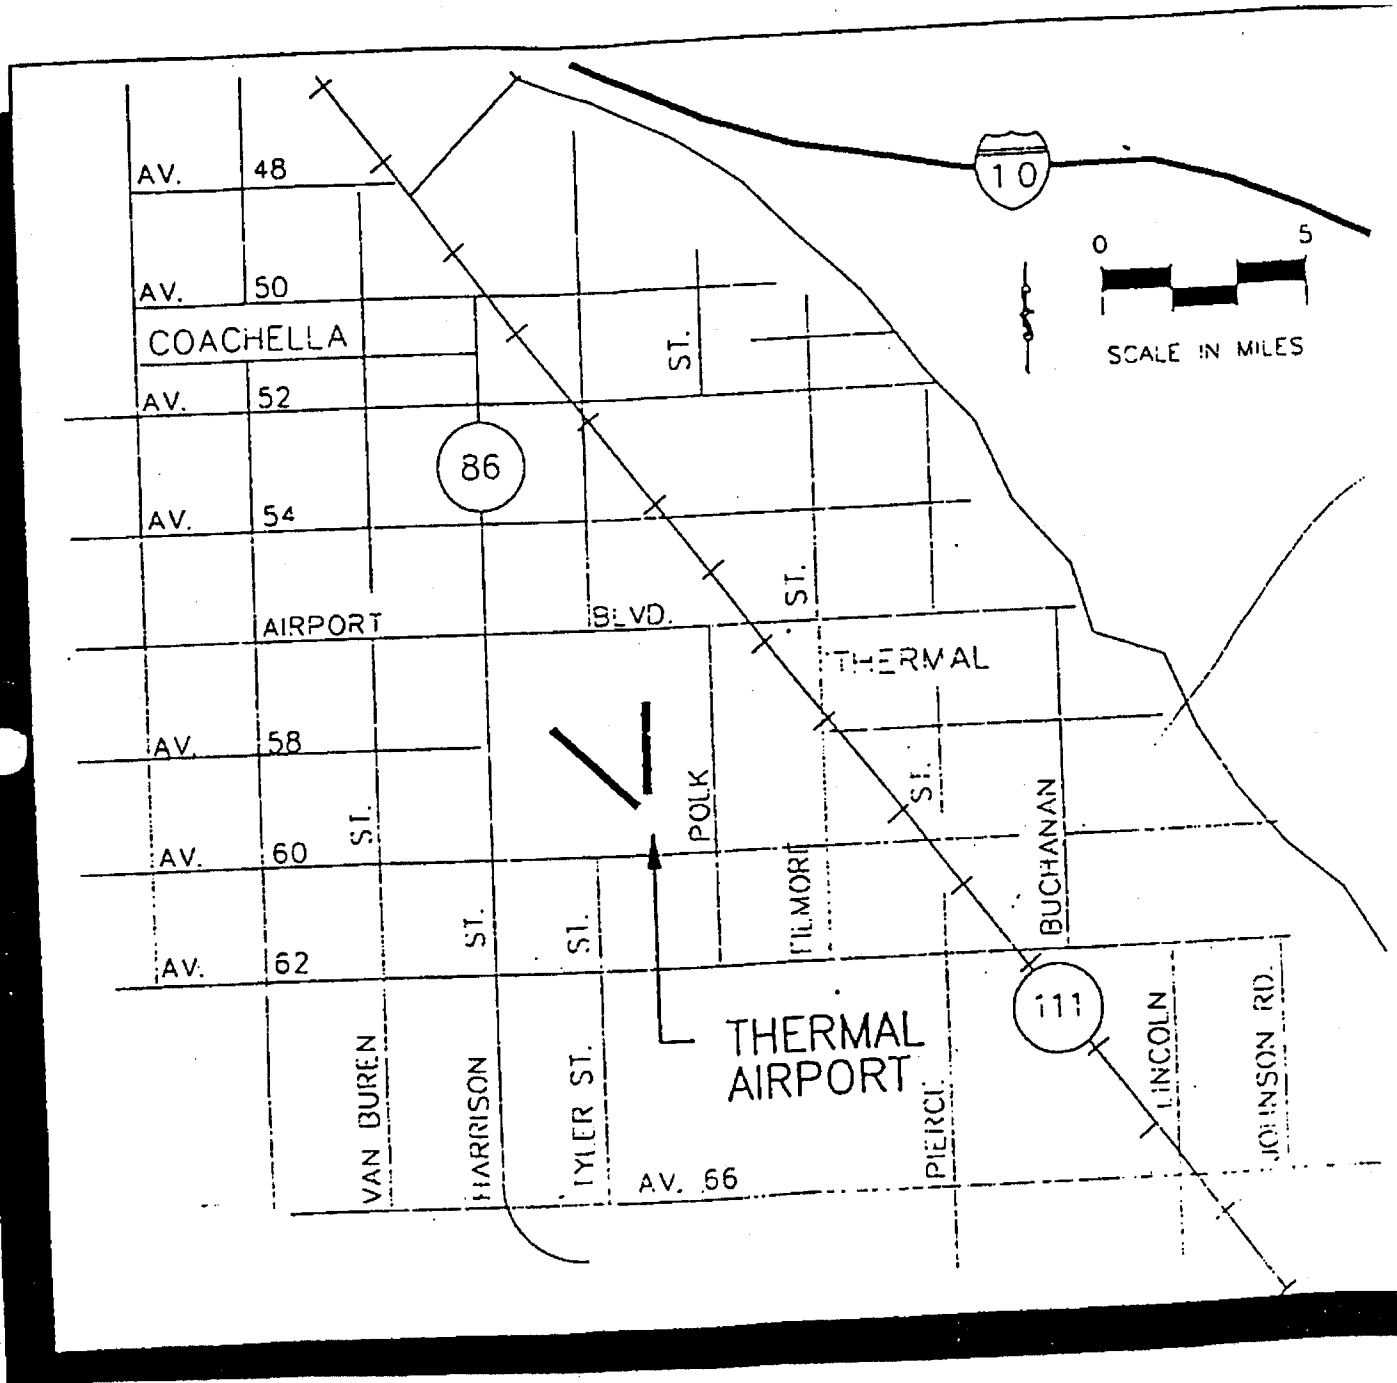 AV. 48
10
0 5
SCALE IN MILES
AV. 50
COACHELLA
ST.
AV. 52
86
AV. 54
ST.
AIRPORT BLVD.
THERMAL
AV. 58
POLK
ST.
ST.
BUCHANAN
AV. 60
FILMORE
ST.
ST.
AV. 62
111
LINCOLN
JOHNSON RD.
THERMAL
AIRPORT
VAN BUREN
HARRISON
TYLER ST.
PIERCE
AV. 66